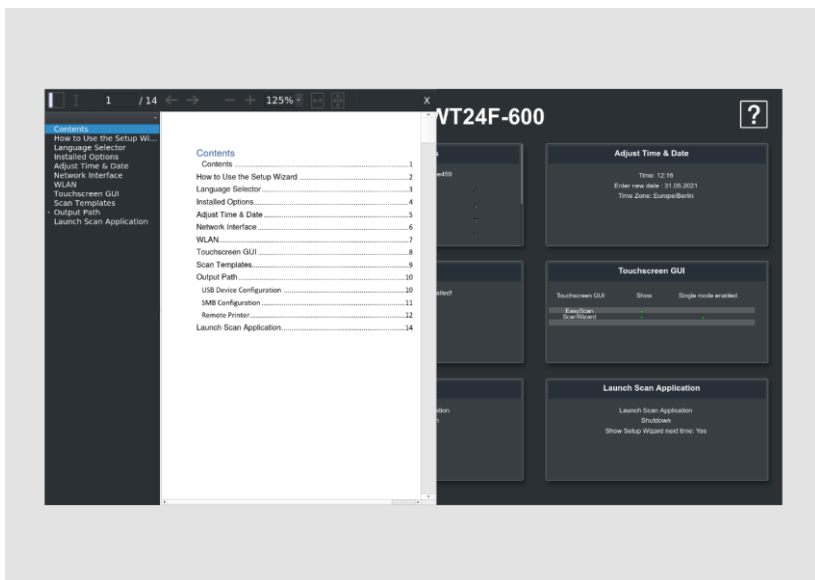 1 / 14 125% X
Contents
How to Use the Setup Wi...
Language Selector
Installed Options
Adjust Time & Date
Network Interface
WLAN
Touchscreen GUI
Scan Templates
Output Path
Launch Scan Application
Contents
Contents ........ 1
How to Use the Setup Wizard ........ 2
Language Selector ........ 3
Installed Options ........ 4
Adjust Time & Date ........ 5
Network Interface ........ 6
WLAN ........ 7
Touchscreen GUI ........ 8
Scan Templates ........ 9
Output Path ........ 10
USB Device Configuration ........ 10
SMB Configuration ........ 11
Remote Printer ........ 12
Launch Scan Application ........ 14
WT24F-600 ?
Adjust Time & Date
Time: 12:16
Enter new date : 31.05.2021
Time Zone: Europe/Berlin
Touchscreen GUI
Touchscreen GUI Show Single mode enabled
EasyScan
ScanWizard
Launch Scan Application
Launch Scan Application
Shutdown
Show Setup Wizard next time: Yes